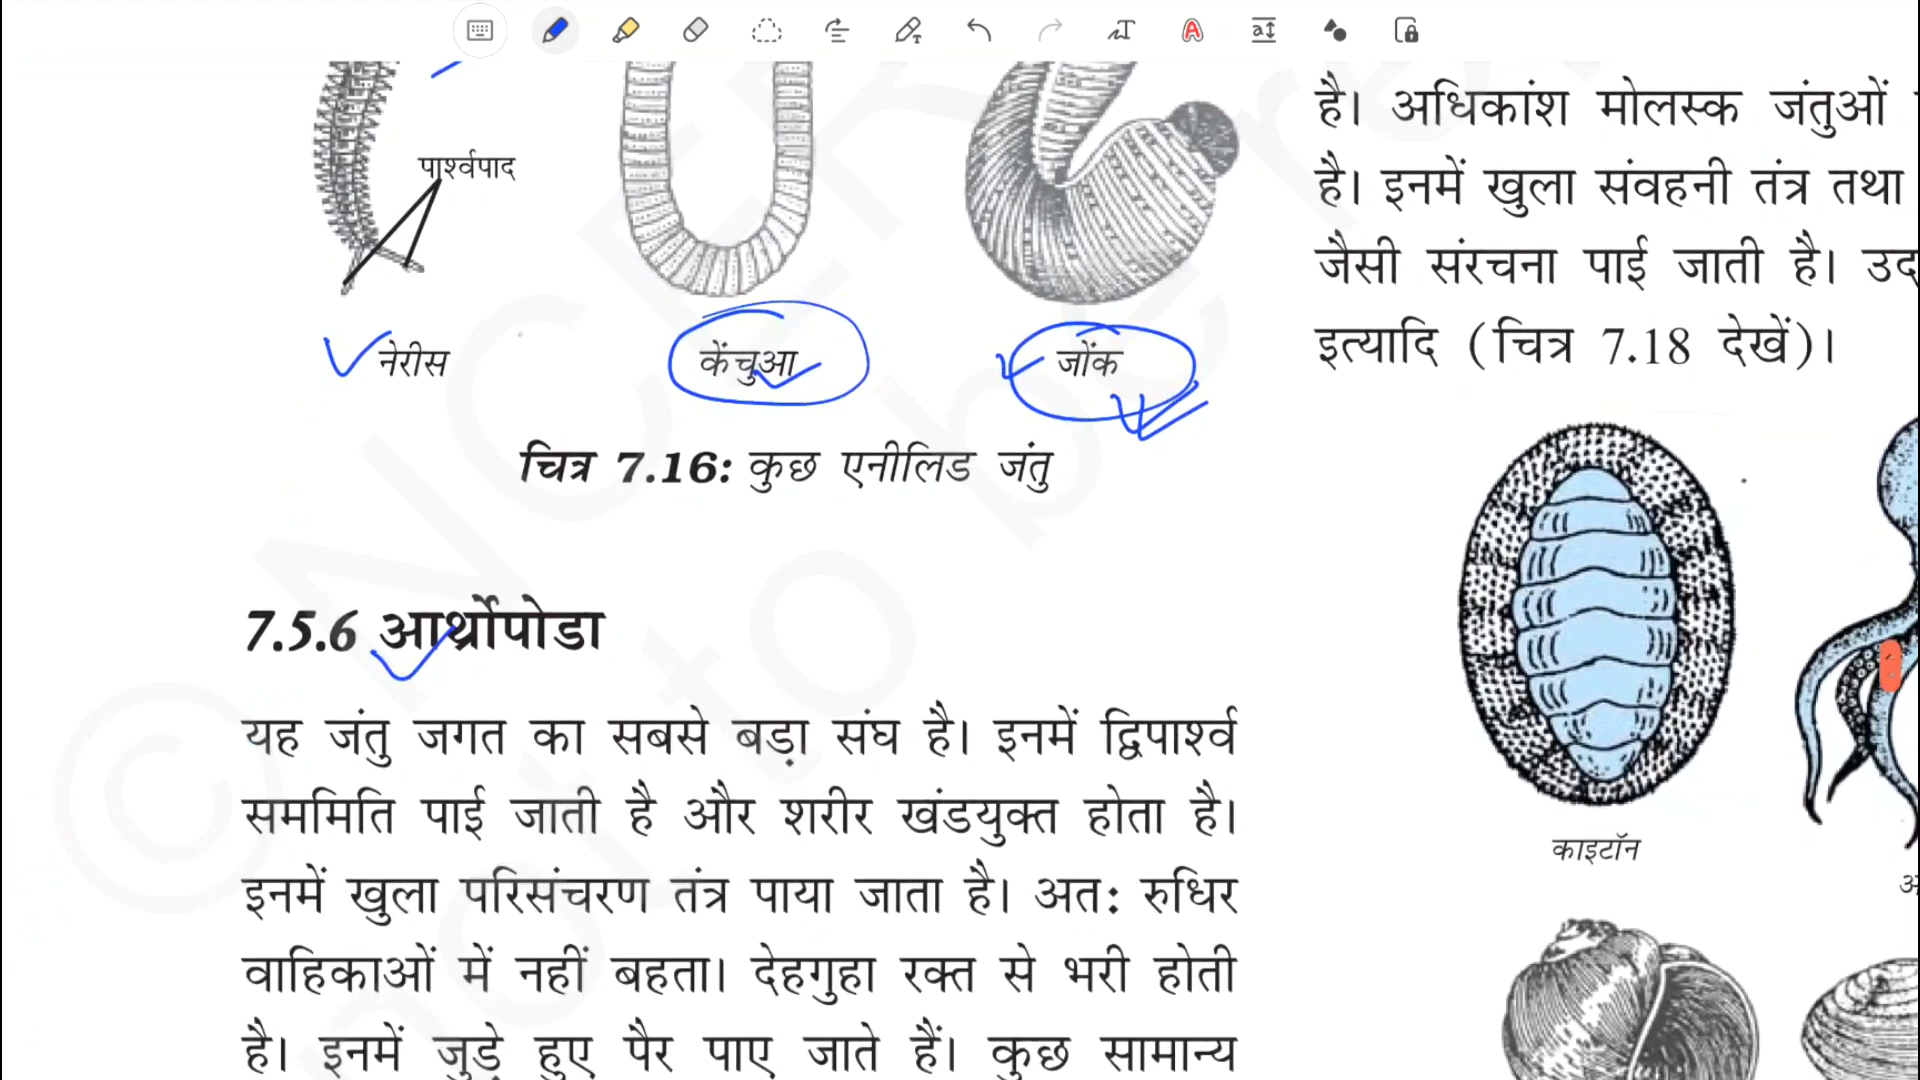 पार्श्वपाद
नेरीस
केंचुआ
जोंक
चित्र 7.16: कुछ एनीलिड जंतु
7.5.6 आर्थ्रोपोडा
यह जंतु जगत का सबसे बड़ा संघ है। इनमें द्विपार्श्व
सममिति पाई जाती है और शरीर खंडयुक्त होता है।
इनमें खुला परिसंचरण तंत्र पाया जाता है। अतः रुधिर
वाहिकाओं में नहीं बहता। देहगुहा रक्त से भरी होती
है। इनमें जुड़े हुए पैर पाए जाते हैं। कुछ सामान्य
है। अधिकांश मोलस्क जंतुओं
है। इनमें खुला संवहनी तंत्र तथा
जैसी संरचना पाई जाती है। उद
इत्यादि (चित्र 7.18 देखें)।
काइटॉन